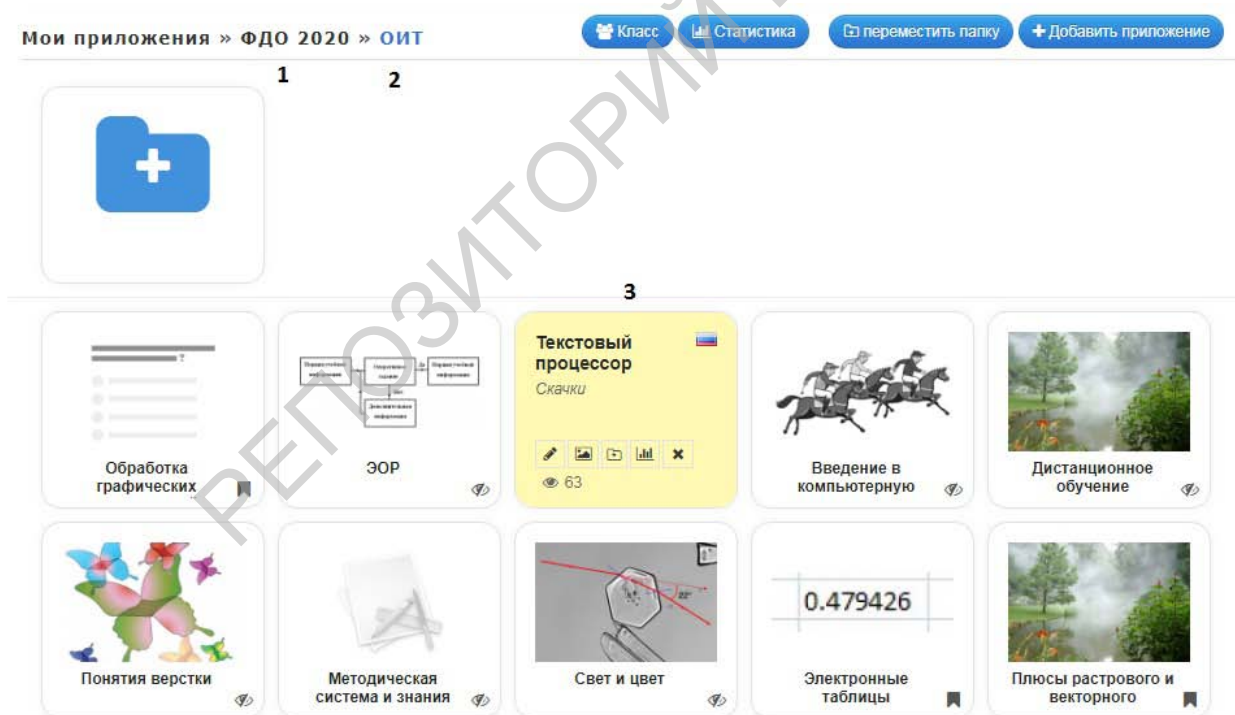 Мои приложения » ФДО 2020 » ОИТ
Класс
Статистика
переместить папку
Добавить приложение
1
2
3
Обработка
графических
ЭОР
Текстовый
процессор
Скачки
63
Введение в
компьютерную
Дистанционное
обучение
Понятия верстки
Методическая
система и знания
Свет и цвет
22°
0.479426
Электронные
таблицы
Плюсы растрового и
векторного
РЕПОЗИТОРИЙ